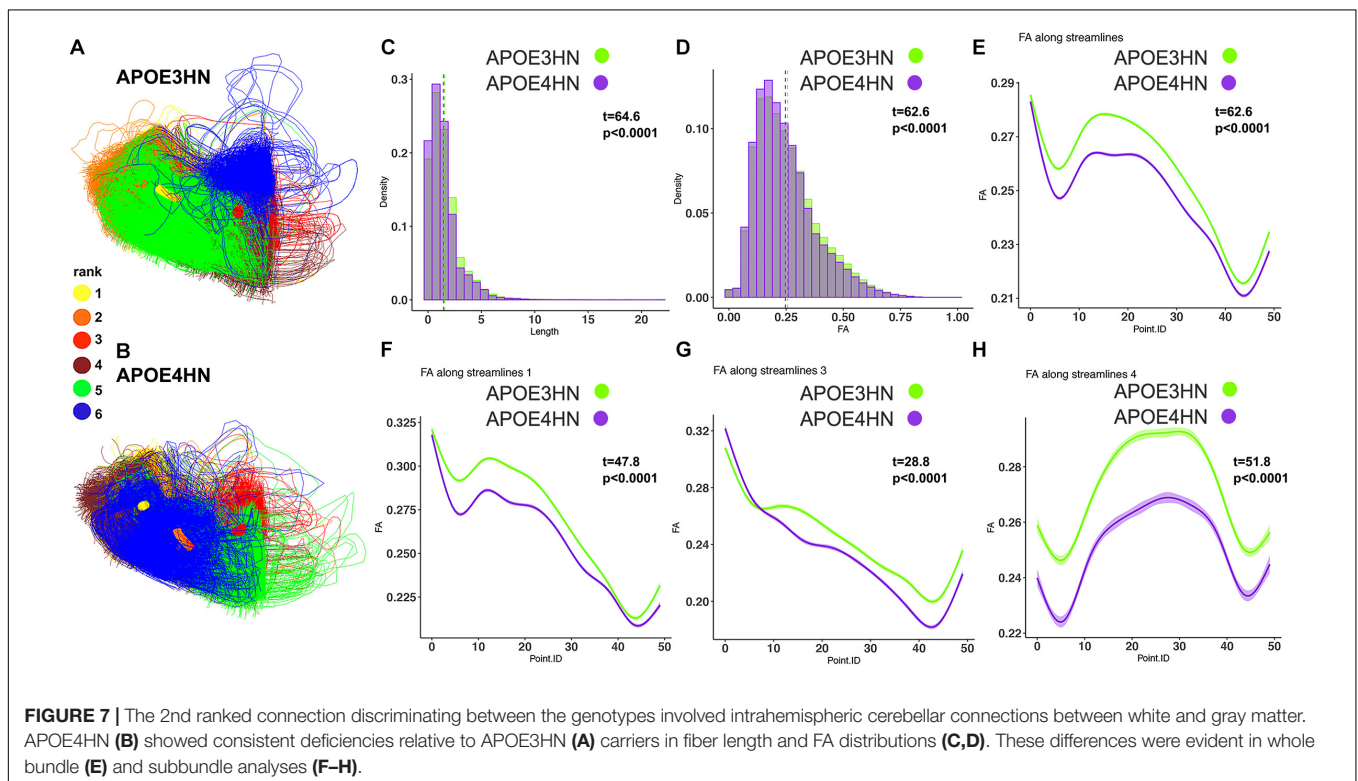 A
APOE3HN
rank
1
2
3
4
5
6
B
APOE4HN
C
APOE3HN
APOE4HN
t=64.6
p<0.0001
0.3
0.2
0.1
0.0
Density
0
5
10
15
20
Length
D
APOE3HN
APOE4HN
t=62.6
p<0.0001
0.10
0.05
0.00
Density
0.00
0.25
0.50
0.75
1.00
FA
E
FA along streamlines
APOE3HN
APOE4HN
t=62.6
p<0.0001
0.29
0.27
0.25
0.23
0.21
FA
0
10
20
30
40
50
Point.ID
F
FA along streamlines 1
APOE3HN
APOE4HN
t=47.8
p<0.0001
0.325
0.300
0.275
0.250
0.225
FA
0
10
20
30
40
50
Point.ID
G
FA along streamlines 3
APOE3HN
APOE4HN
t=28.8
p<0.0001
0.32
0.28
0.24
0.20
FA
0
10
20
30
40
50
Point.ID
H
FA along streamlines 4
APOE3HN
APOE4HN
t=51.8
p<0.0001
0.28
0.26
0.24
0.22
FA
0
10
20
30
40
50
Point.ID
FIGURE 7 | The 2nd ranked connection discriminating between the genotypes involved intrahemispheric cerebellar connections between white and gray matter.
APOE4HN (B) showed consistent deficiencies relative to APOE3HN (A) carriers in fiber length and FA distributions (C,D). These differences were evident in whole
bundle (E) and subbundle analyses (F–H).